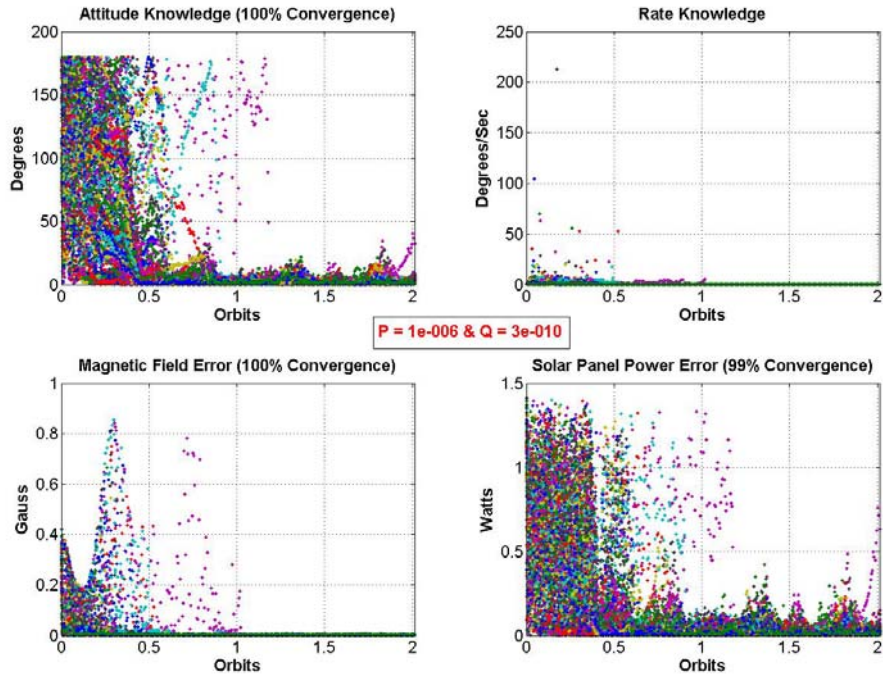 Attitude Knowledge (100% Convergence)
200
150
100
50
0
Degrees
0 0.5 1 1.5 2
Orbits
Rate Knowledge
250
200
150
100
50
0
Degrees/Sec
0 0.5 1 1.5 2
Orbits
P = 1e-006 & Q = 3e-010
Magnetic Field Error (100% Convergence)
1
0.8
0.6
0.4
0.2
0
Gauss
0 0.5 1 1.5 2
Orbits
Solar Panel Power Error (99% Convergence)
1.5
1
0.5
0
Watts
0 0.5 1 1.5 2
Orbits